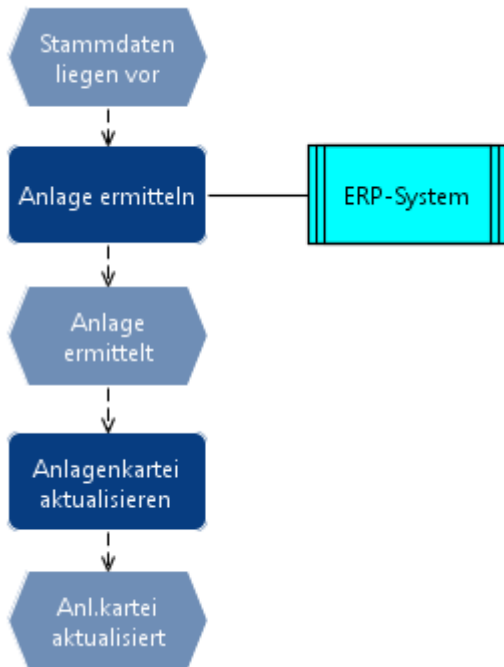 Stammdaten
liegen vor
Anlage ermitteln
ERP-System
Anlage
ermittelt
Anlagenkartei
aktualisieren
Anl.kartei
aktualisiert